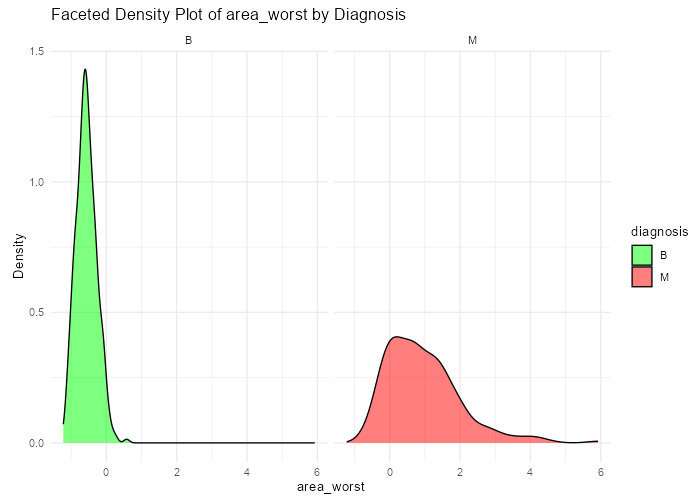 Faceted Density Plot of area_worst by Diagnosis
B
M
1.5
1.0
0.5
0.0
Density
0
2
4
6
0
2
4
6
area_worst
diagnosis
B
M